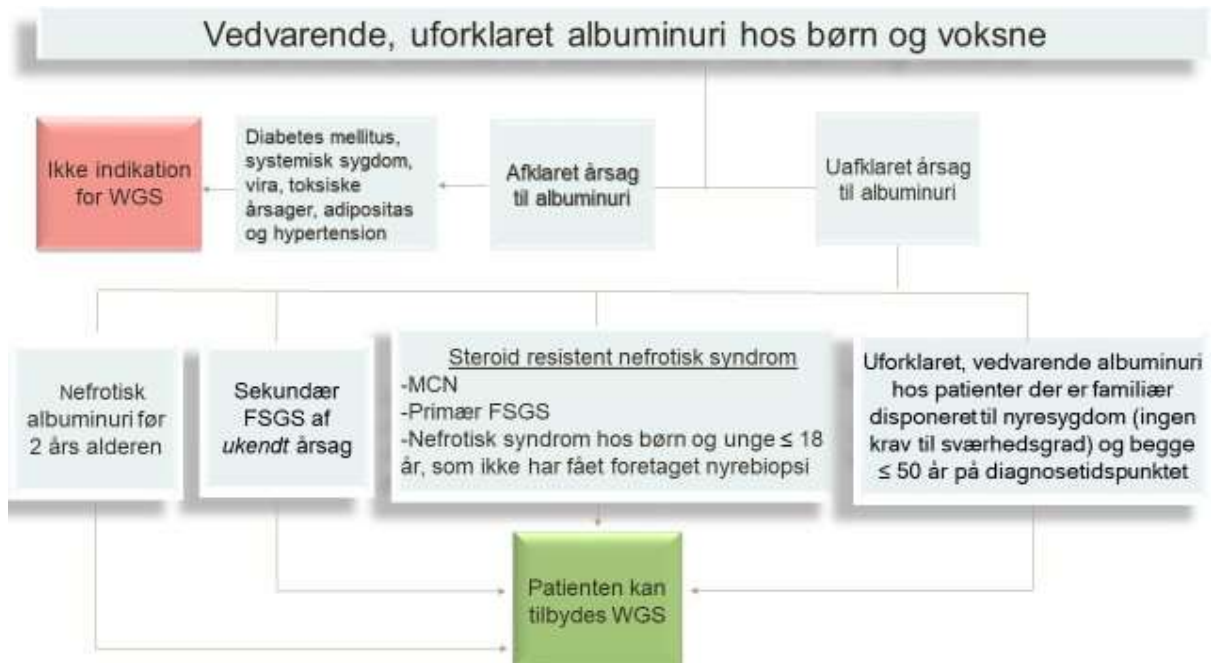 Vedvarende, uforklaret albuminuri hos børn og voksne
Ikke indikation
for WGS
Diabetes mellitus,
systemisk sygdom,
vira, toksiske
årsager, adipositas
og hypertension
Afklaret årsag
til albuminuri
Uafklaret årsag
til albuminuri
Nefrotisk
albuminuri før
2 års alderen
Sekundær
FSGS af
ukendt årsag
Steroid resistent nefrotisk syndrom
-MCN
-Primær FSGS
-Nefrotisk syndrom hos børn og unge ≤ 18
år, som ikke har fået foretaget nyrebiopsi
Uforklaret, vedvarende albuminuri
hos patienter der er familiær
disponeret til nyresygdom (ingen
krav til sværhedsgrad) og begge
≤ 50 år på diagnosetidspunktet
Patienten kan
tilbydes WGS